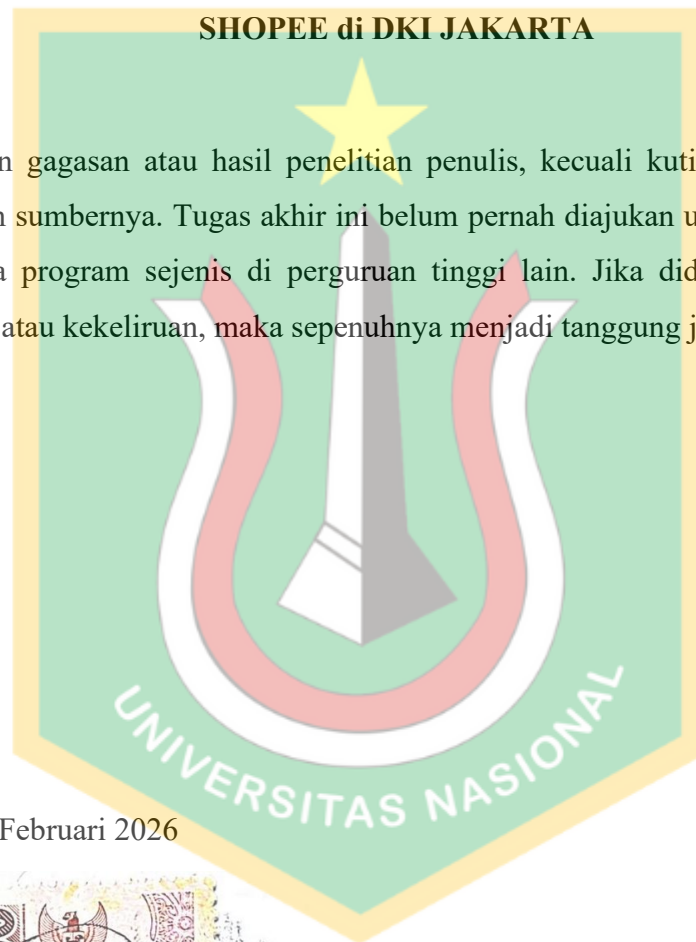 SHOPEE di DKI JAKARTA
n gagasan atau hasil penelitian penulis, kecuali kuti
n sumbernya. Tugas akhir ini belum pernah diajukan u
a program sejenis di perguruan tinggi lain. Jika did
atau kekeliruan, maka sepenuhnya menjadi tanggung j
UNIVERSITAS NASIONAL
Februari 2026